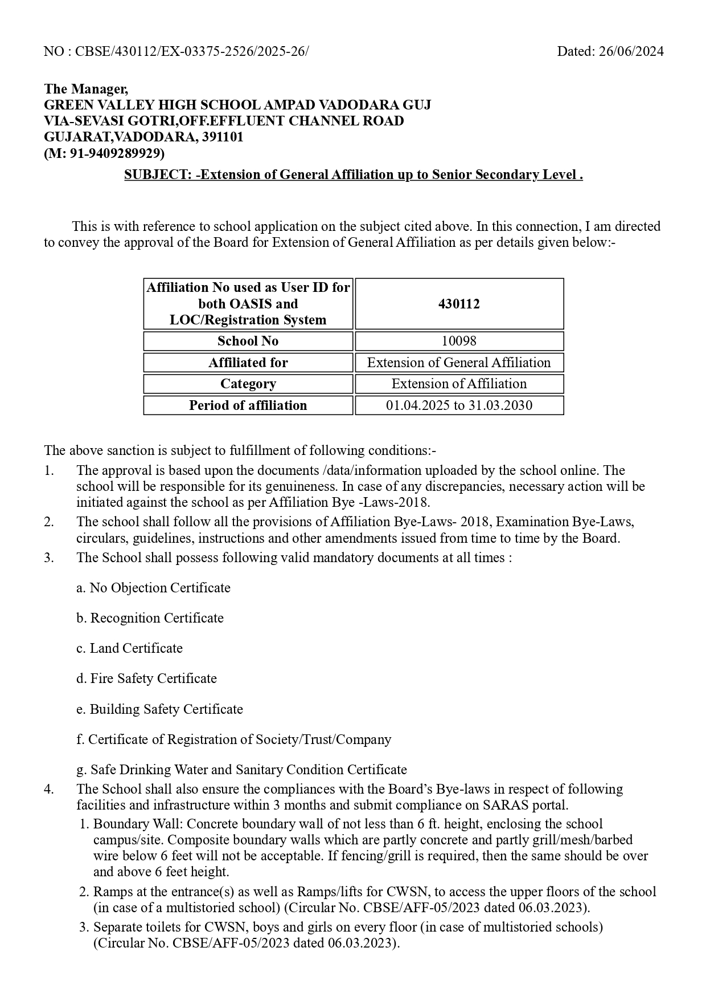 NO : CBSE/430112/EX-03375-2526/2025-26/ Dated: 26/06/2024
The Manager,
GREEN VALLEY HIGH SCHOOL AMPAD VADODARA GUJ
VIA-SEVASI GOTRI,OFF.EFFLUENT CHANNEL ROAD
GUJARAT,VADODARA, 391101
(M: 91-9409289929)
SUBJECT: -Extension of General Affiliation up to Senior Secondary Level .
This is with reference to school application on the subject cited above. In this connection, I am directed
to convey the approval of the Board for Extension of General Affiliation as per details given below:-
Affiliation No used as User ID for
both OASIS and
LOC/Registration System
430112
School No 10098
Affiliated for Extension of General Affiliation
Category Extension of Affiliation
Period of affiliation 01.04.2025 to 31.03.2030
The above sanction is subject to fulfillment of following conditions:-
1. The approval is based upon the documents /data/information uploaded by the school online. The
school will be responsible for its genuineness. In case of any discrepancies, necessary action will be
initiated against the school as per Affiliation Bye -Laws-2018.
2. The school shall follow all the provisions of Affiliation Bye-Laws- 2018, Examination Bye-Laws,
circulars, guidelines, instructions and other amendments issued from time to time by the Board.
3. The School shall possess following valid mandatory documents at all times :
a. No Objection Certificate
b. Recognition Certificate
c. Land Certificate
d. Fire Safety Certificate
e. Building Safety Certificate
f. Certificate of Registration of Society/Trust/Company
g. Safe Drinking Water and Sanitary Condition Certificate
4. The School shall also ensure the compliances with the Board’s Bye-laws in respect of following
facilities and infrastructure within 3 months and submit compliance on SARAS portal.
1. Boundary Wall: Concrete boundary wall of not less than 6 ft. height, enclosing the school
campus/site. Composite boundary walls which are partly concrete and partly grill/mesh/barbed
wire below 6 feet will not be acceptable. If fencing/grill is required, then the same should be over
and above 6 feet height.
2. Ramps at the entrance(s) as well as Ramps/lifts for CWSN, to access the upper floors of the school
(in case of a multistoried school) (Circular No. CBSE/AFF-05/2023 dated 06.03.2023).
3. Separate toilets for CWSN, boys and girls on every floor (in case of multistoried schools)
(Circular No. CBSE/AFF-05/2023 dated 06.03.2023).